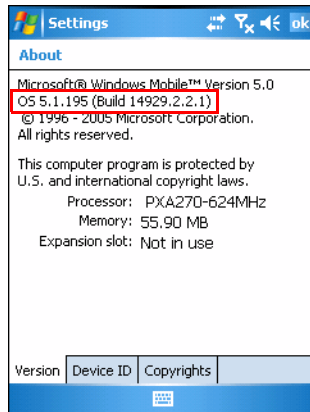 Settings
ok
About
Microsoft® Windows Mobile™ Version 5.0
OS 5.1.195 (Build 14929.2.2.1)
© 1996 - 2005 Microsoft Corporation.
All rights reserved.
This computer program is protected by
U.S. and international copyright laws.
Processor: PXA270-624MHz
Memory: 55.90 MB
Expansion slot: Not in use
Version Device ID Copyrights